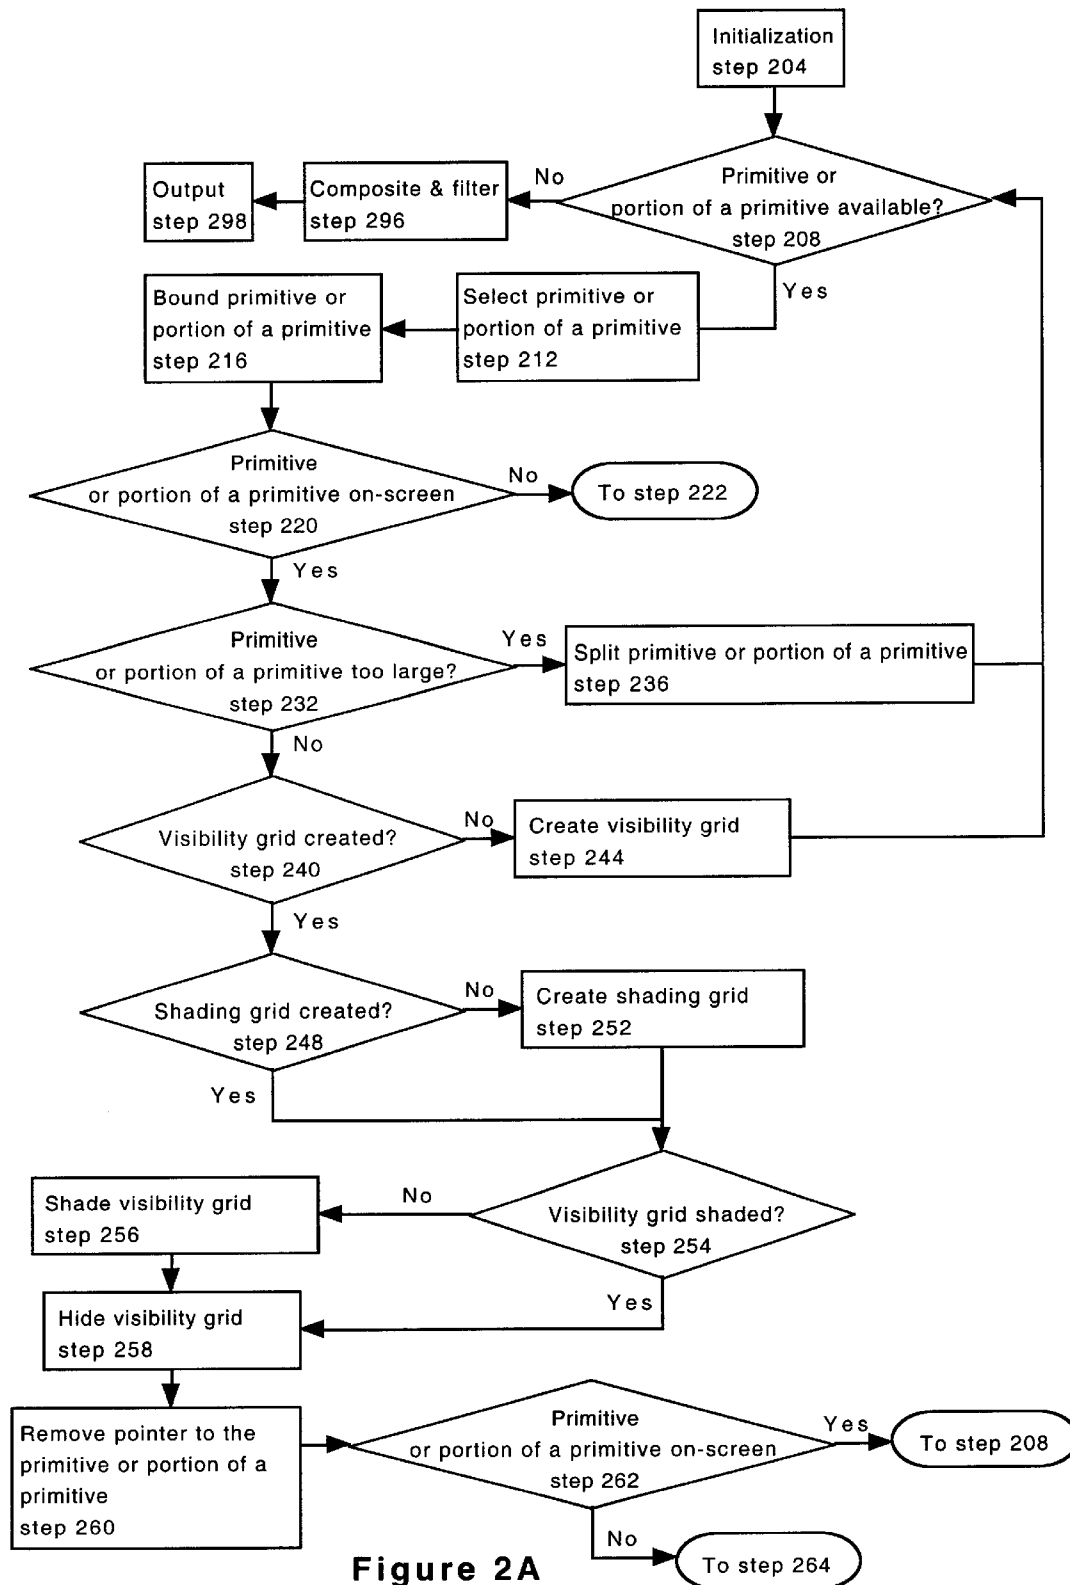 Initialization
step 204
Primitive or
portion of a primitive available?
step 208
No
Composite & filter
step 296
Output
step 298
Yes
Select primitive or
portion of a primitive
step 212
Bound primitive or
portion of a primitive
step 216
Primitive
or portion of a primitive on-screen
step 220
No
To step 222
Yes
Primitive
or portion of a primitive too large?
step 232
Yes
Split primitive or portion of a primitive
step 236
No
Visibility grid created?
step 240
No
Create visibility grid
step 244
Yes
Shading grid created?
step 248
No
Create shading grid
step 252
Yes
Visibility grid shaded?
step 254
No
Shade visibility grid
step 256
Yes
Hide visibility grid
step 258
Remove pointer to the
primitive or portion of a
primitive
step 260
Primitive
or portion of a primitive on-screen
step 262
Yes
To step 208
No
To step 264
Figure 2A